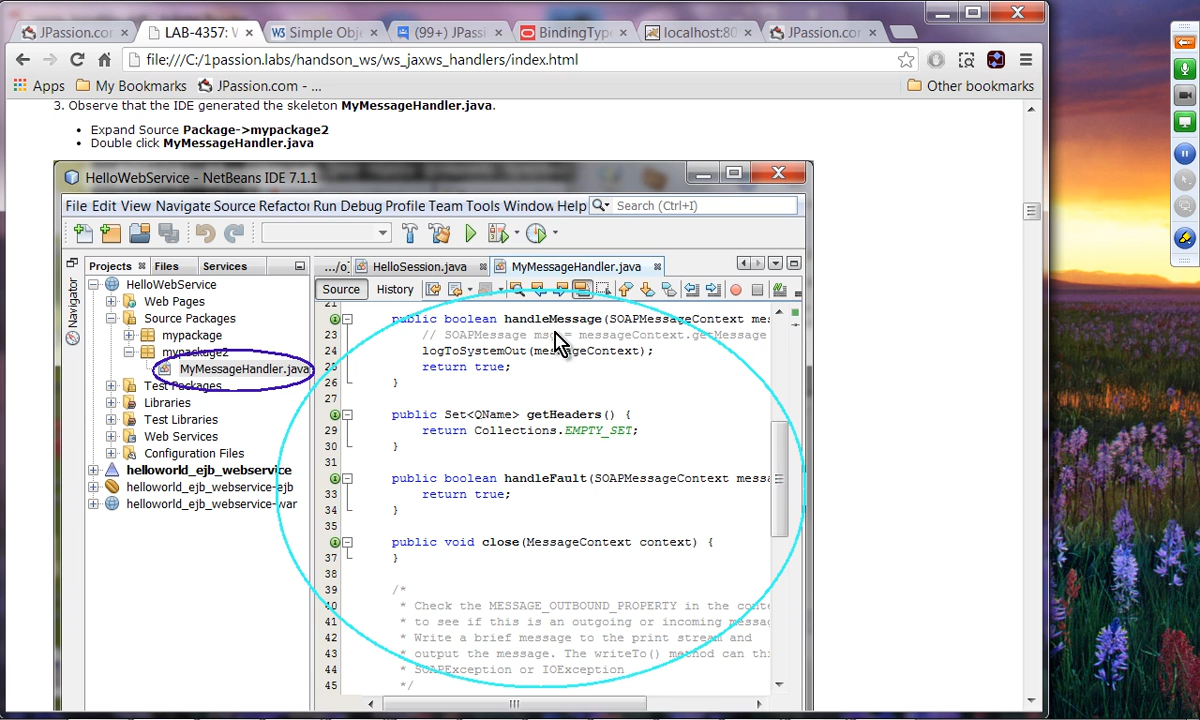 JPassion.con
LAB-4357: W
Simple Obje
(99+) JPassi
BindingType
localhost:80
JPassion.con
file:///C:/1passion.labs/handson_ws/ws_jaxws_handlers/index.html
Apps My Bookmarks JPassion.com - ... Other bookmarks
3. Observe that the IDE generated the skeleton MyMessageHandler.java.
• Expand Source Package->mypackage2
• Double click MyMessageHandler.java
HelloWebService - NetBeans IDE 7.1.1
File Edit View Navigate Source Refactor Run Debug Profile Team Tools Window Help Search (Ctrl+I)
Projects Files Services
Navigator
HelloWebService
Web Pages
Source Packages
mypackage
mypackage2
MyMessageHandler.java
Test Packages
Libraries
Test Libraries
Web Services
Configuration Files
helloworld_ejb_webservice
helloworld_ejb_webservice-ejb
helloworld_ejb_webservice-war
.../o HelloSession.java MyMessageHandler.java
Source History
21
public boolean handleMessage(SOAPMessageContext mes
23 // SOAPMessage msg = messageContext.getMessage
24 logToSystemOut(messageContext);
25 return true;
26 }
27
public Set<QName> getHeaders() {
29 return Collections.EMPTY_SET;
30 }
31
public boolean handleFault(SOAPMessageContext messa
33 return true;
34 }
35
public void close(MessageContext context) {
37 }
38
39 /*
40 * Check the MESSAGE_OUTBOUND_PROPERTY in the conte
41 * to see if this is an outgoing or incoming messa
42 * Write a brief message to the print stream and
43 * output the message. The writeTo() method can th
44 * SOAPException or IOException
45 */